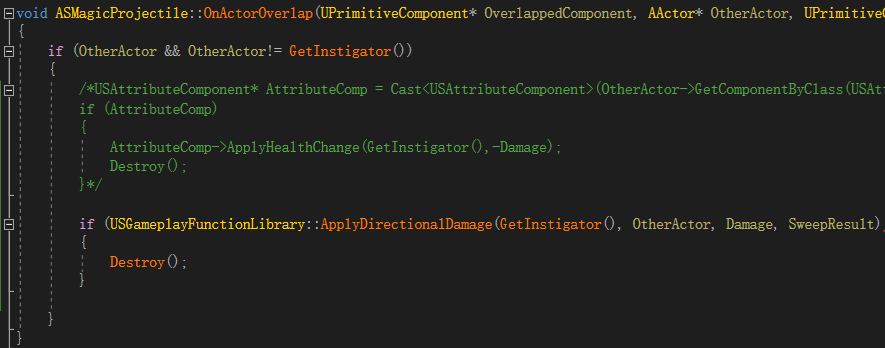 void ASMagicProjectile::OnActorOverlap(UPrimitiveComponent* OverlappedComponent, AActor* OtherActor, UPrimitiveC
{
if (OtherActor && OtherActor!= GetInstigator())
{
/*USAttributeComponent* AttributeComp = Cast<USAttributeComponent>(OtherActor->GetComponentByClass(USAt
if (AttributeComp)
{
AttributeComp->ApplyHealthChange(GetInstigator(),-Damage);
Destroy();
}*/
if (USGameplayFunctionLibrary::ApplyDirectionalDamage(GetInstigator(), OtherActor, Damage, SweepResult)
{
Destroy();
}
}
}